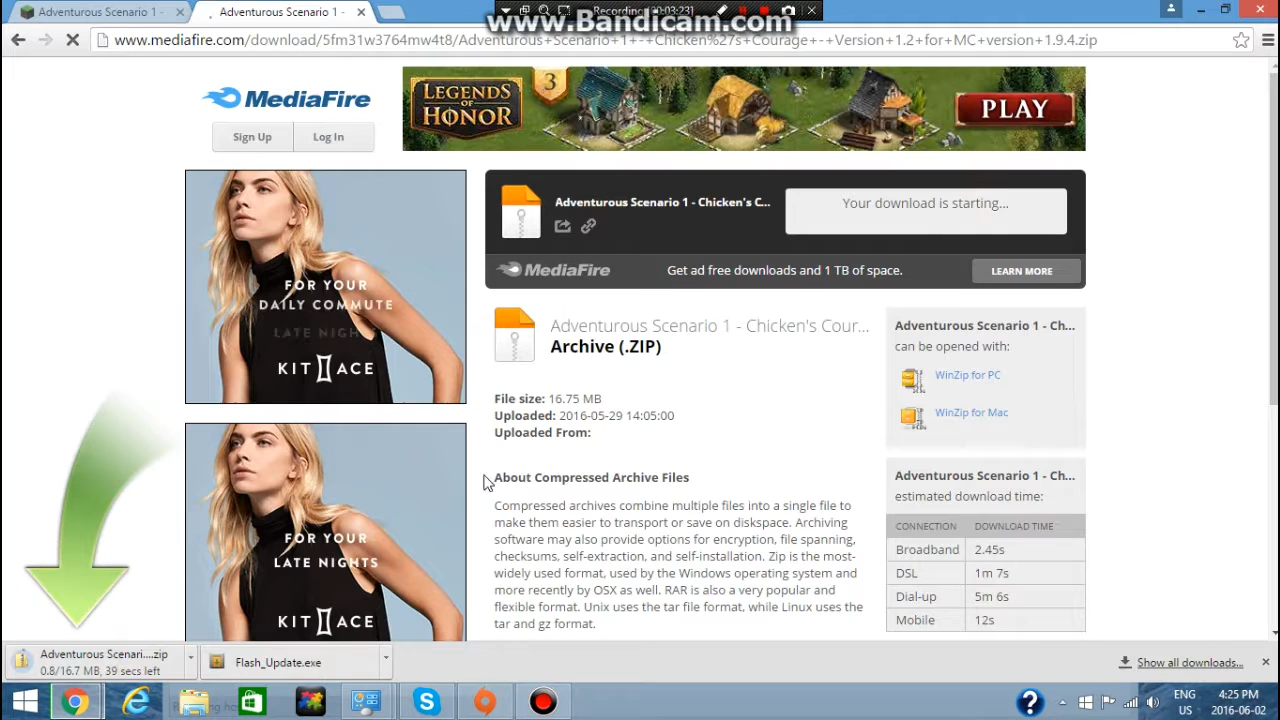 Adventurous Scenario 1 -
Adventurous Scenario 1 -
Recording [00:03:23]
www.Bandicam.com
www.mediafire.com/download/5fm31w3764mw4t8/Adventurous+Scenario+1+-+Chicken%27s+Courage+-+Version+1.2+for+MC+version+1.9.4.zip
MediaFire
Sign Up
Log In
LEGENDS
OF
HONOR
3
PLAY
FOR YOUR
DAILY COMMUTE
LATE NIGHTS
KIT ACE
Adventurous Scenario 1 - Chicken's C...
Your download is starting...
MediaFire
Get ad free downloads and 1 TB of space.
LEARN MORE
Adventurous Scenario 1 - Chicken's Cour...
Archive (.ZIP)
File size: 16.75 MB
Uploaded: 2016-05-29 14:05:00
Uploaded From:
About Compressed Archive Files
Compressed archives combine multiple files into a single file to
make them easier to transport or save on diskspace. Archiving
software may also provide options for encryption, file spanning,
checksums, self-extraction, and self-installation. Zip is the most-
widely used format, used by the Windows operating system and
more recently by OSX as well. RAR is also a very popular and
flexible format. Unix uses the tar file format, while Linux uses the
tar and gz format.
Adventurous Scenario 1 - Ch...
can be opened with:
WinZip for PC
WinZip for Mac
Adventurous Scenario 1 - Ch...
estimated download time:
CONNECTION DOWNLOAD TIME
Broadband 2.45s
DSL 1m 7s
Dial-up 5m 6s
Mobile 12s
FOR YOUR
LATE NIGHTS
KIT ACE
Adventurous Scenari....zip
0.8/16.7 MB, 39 secs left
Flash_Update.exe
Show all downloads...
ENG
US
4:25 PM
2016-06-02